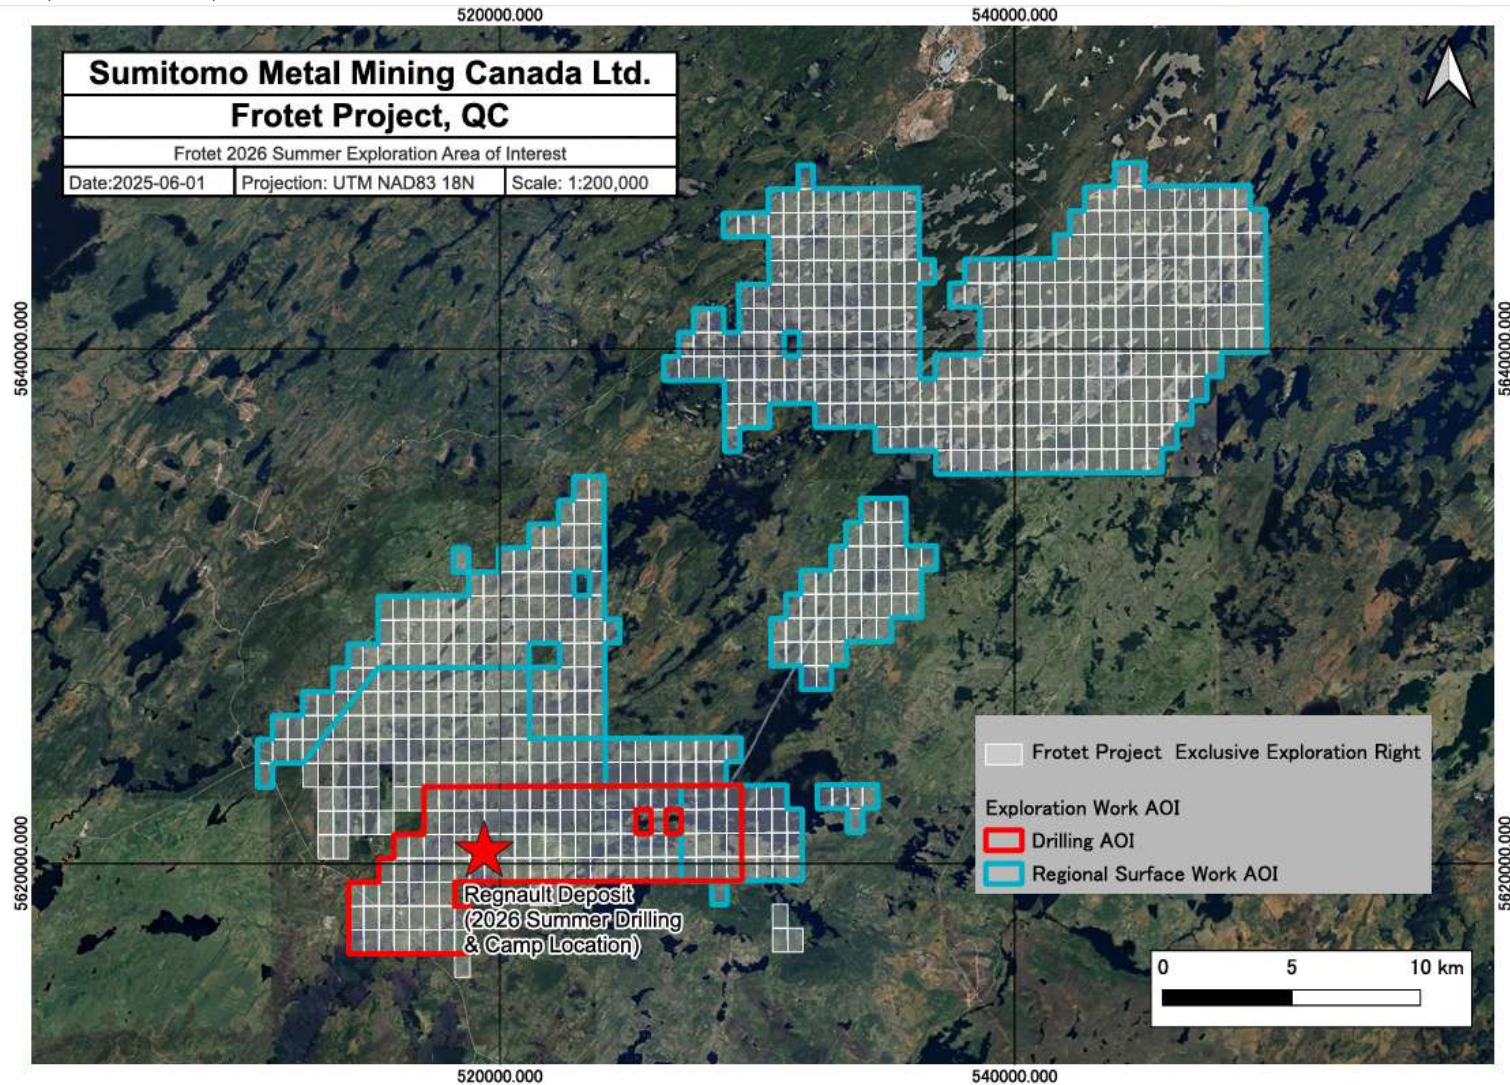 520000.000
540000.000
Sumitomo Metal Mining Canada Ltd.
Frotet Project, QC
Frotet 2026 Summer Exploration Area of Interest
Date:2025-06-01
Projection: UTM NAD83 18N
Scale: 1:200,000
5640000.000
5640000.000
Frotet Project Exclusive Exploration Right
Exploration Work AOI
Drilling AOI
Regional Surface Work AOI
5620000.000
5620000.000
Regnault Deposit
(2026 Summer Drilling
& Camp Location)
0
5
10 km
520000.000
540000.000